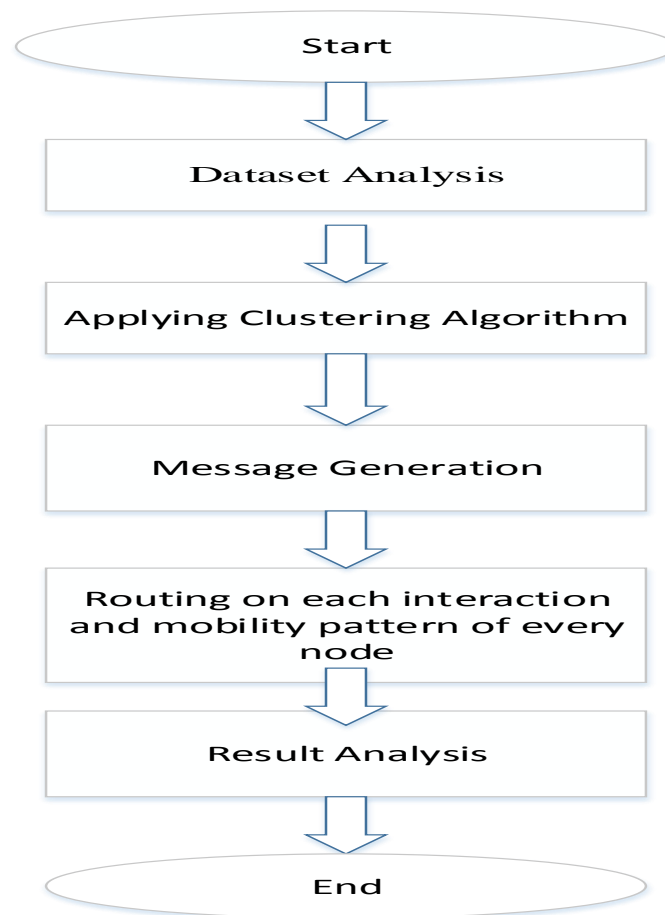 Start
Dataset Analysis
Applying Clustering Algorithm
Message Generation
Routing on each interaction
and mobility pattern of every
node
Result Analysis
End